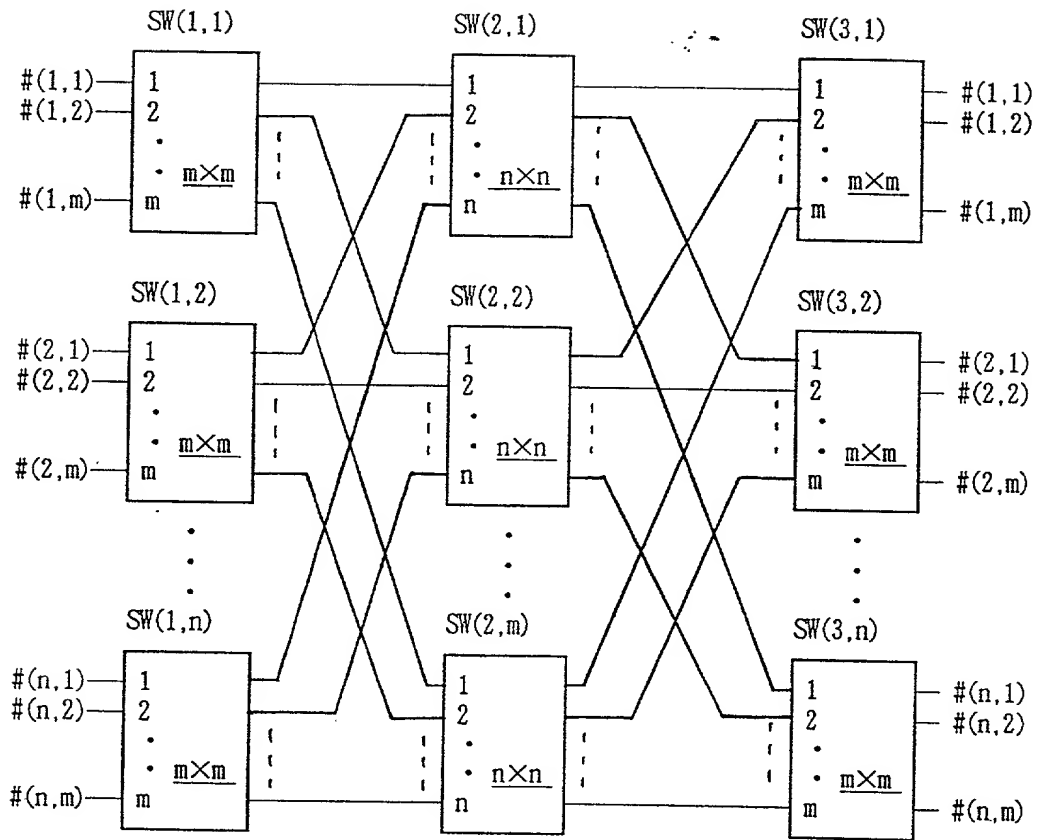 SW(1,1) SW(2,1) SW(3,1)
#(1,1) 1 1 1 #(1,1)
#(1,2) 2 2 2 #(1,2)
m×m n×n m×m
#(1,m) m n m #(1,m)
SW(1,2) SW(2,2) SW(3,2)
#(2,1) 1 1 1 #(2,1)
#(2,2) 2 2 2 #(2,2)
m×m n×n m×m
#(2,m) m n m #(2,m)
SW(1,n) SW(2,m) SW(3,n)
#(n,1) 1 1 1 #(n,1)
#(n,2) 2 2 2 #(n,2)
m×m n×n m×m
#(n,m) m n m #(n,m)